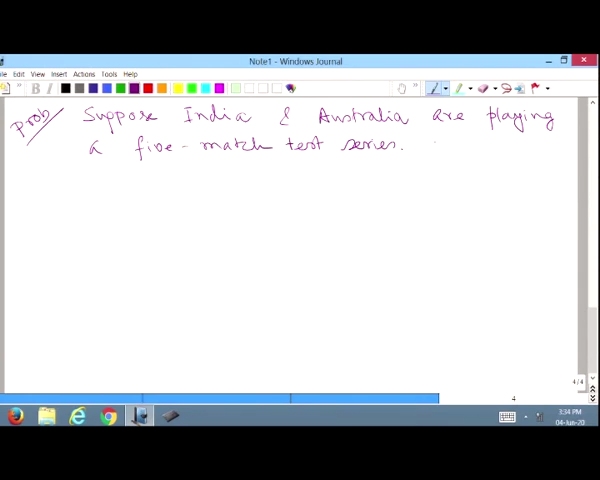 Note1 - Windows Journal
File Edit View Insert Actions Tools Help
Prob Suppose India & Australia are playing
a five-match test series.
4/4
4
3:34 PM
04-Jun-20